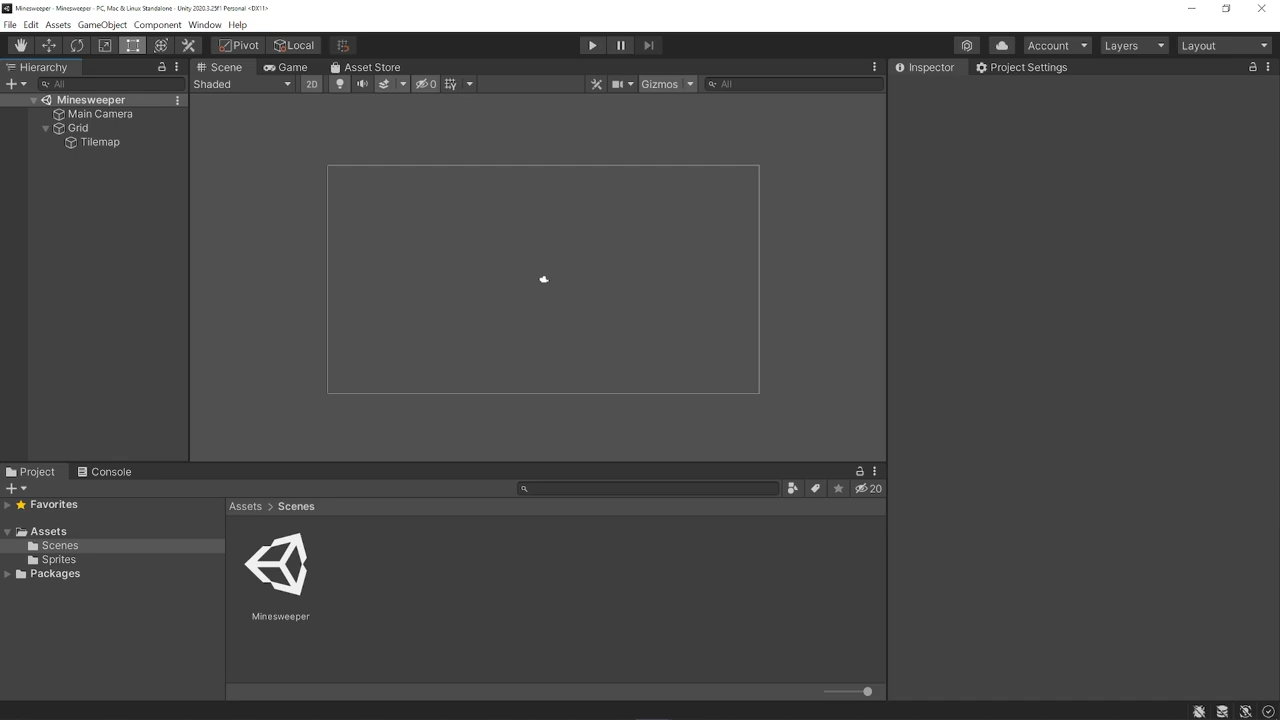 Minesweeper - Minesweeper - PC, Mac & Linux Standalone - Unity 2020.3.25f1 Personal <DX11>
File Edit Assets GameObject Component Window Help
Pivot Local Account Layers Layout
Hierarchy Scene Game Asset Store Inspector Project Settings
All Shaded 2D 0 Gizmos All
Minesweeper
Main Camera
Grid
Tilemap
Project Console
20
Favorites Assets > Scenes
Assets
Scenes
Sprites
Packages
Minesweeper